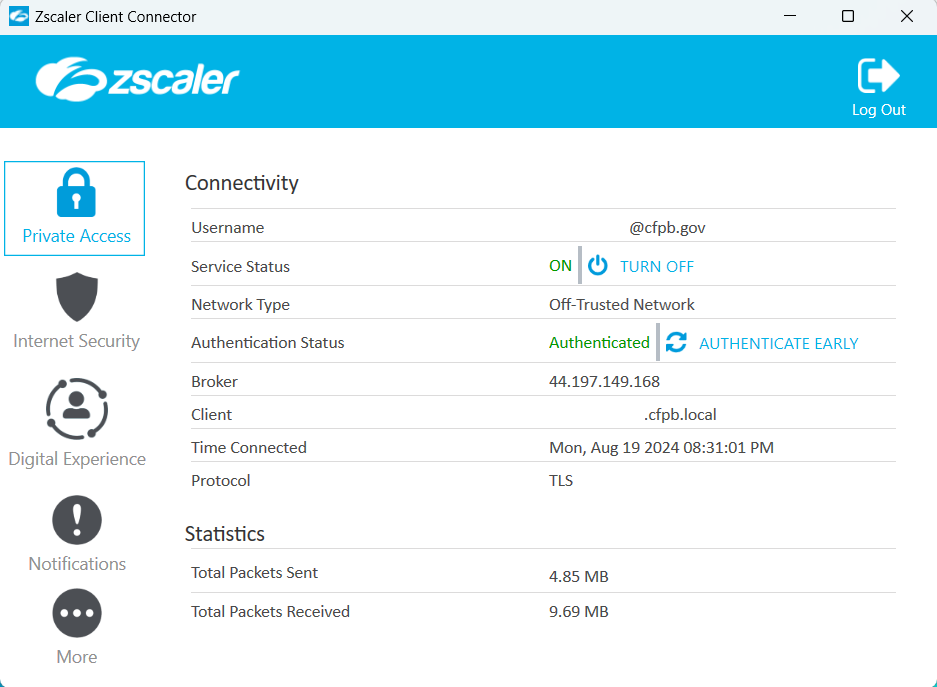 Zscaler Client Connector
zscaler
Log Out
Private Access
Internet Security
Digital Experience
Notifications
More
Connectivity
Username @cfpb.gov
Service Status ON TURN OFF
Network Type Off-Trusted Network
Authentication Status Authenticated AUTHENTICATE EARLY
Broker 44.197.149.168
Client .cfpb.local
Time Connected Mon, Aug 19 2024 08:31:01 PM
Protocol TLS
Statistics
Total Packets Sent 4.85 MB
Total Packets Received 9.69 MB